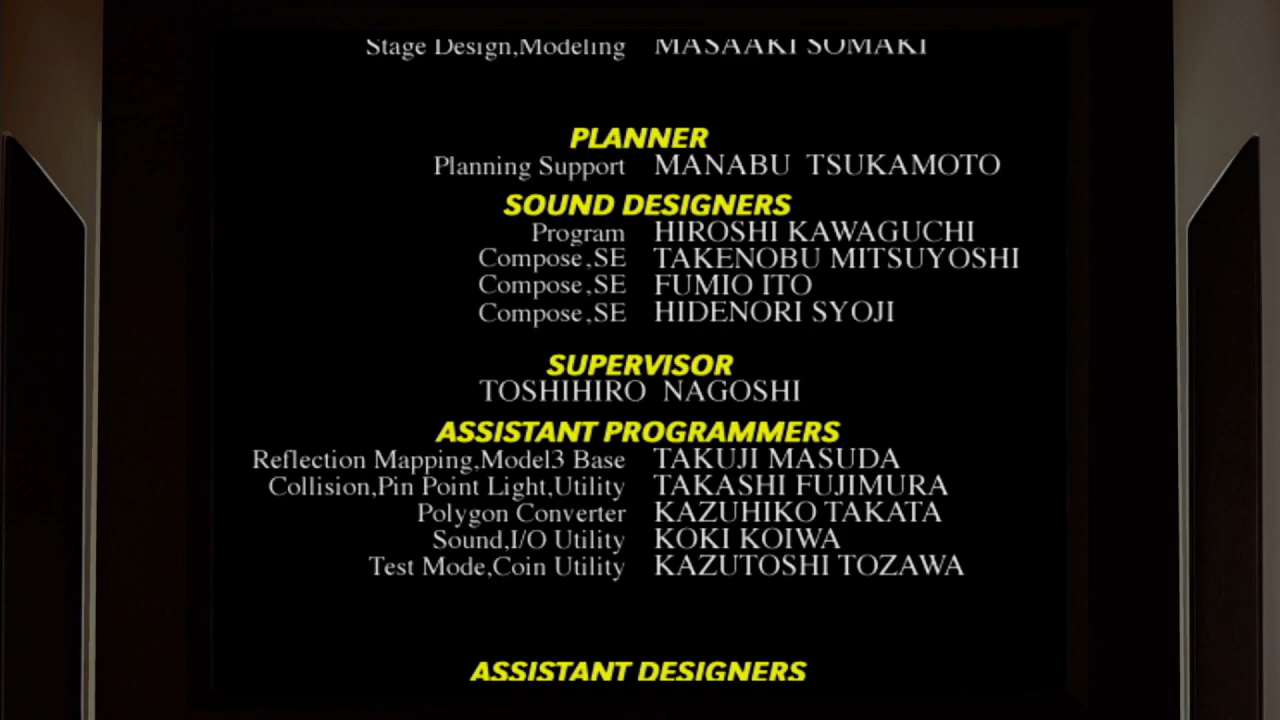 Stage Design,Modeling MASAAKI SOMAKI
PLANNER
Planning Support MANABU TSUKAMOTO
SOUND DESIGNERS
Program HIROSHI KAWAGUCHI
Compose,SE TAKENOBU MITSUYOSHI
Compose,SE FUMIO ITO
Compose,SE HIDENORI SYOJI
SUPERVISOR
TOSHIHIRO NAGOSHI
ASSISTANT PROGRAMMERS
Reflection Mapping,Model3 Base TAKUJI MASUDA
Collision,Pin Point Light,Utility TAKASHI FUJIMURA
Polygon Converter KAZUHIKO TAKATA
Sound,I/O Utility KOKI KOIWA
Test Mode,Coin Utility KAZUTOSHI TOZAWA
ASSISTANT DESIGNERS